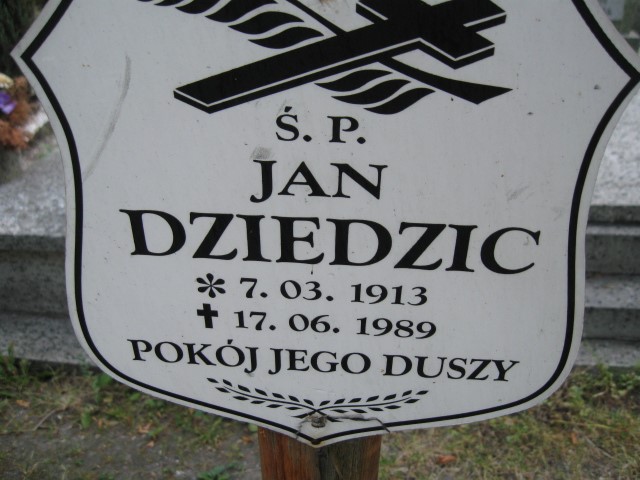 Ś. P.
JAN
DZIEDZIC
* 7. 03. 1913
✝ 17. 06. 1989
POKÓJ JEGO DUSZY